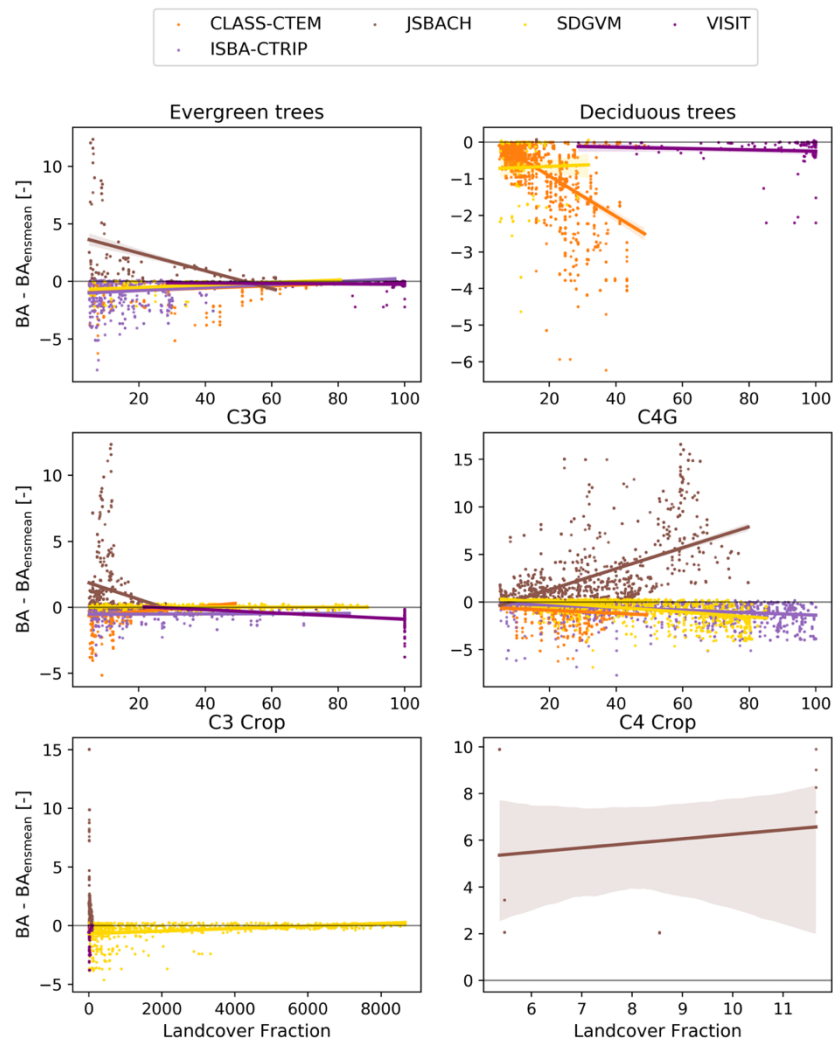 CLASS-CTEM JSBACH SDGVM VISIT
ISBA-CTRIP
Evergreen trees Deciduous trees
BA - BAensmean [-]
10
5
0
−5
20 40 60 80 100
0
−1
−2
−3
−4
−5
−6
20 40 60 80 100
C3G C4G
BA - BAensmean [-]
10
5
0
−5
20 40 60 80 100
15
10
5
0
−5
20 40 60 80 100
C3 Crop C4 Crop
BA - BAensmean [-]
15
10
5
0
−5
0 2000 4000 6000 8000
Landcover Fraction
10
8
6
4
2
0
6 7 8 9 10 11
Landcover Fraction